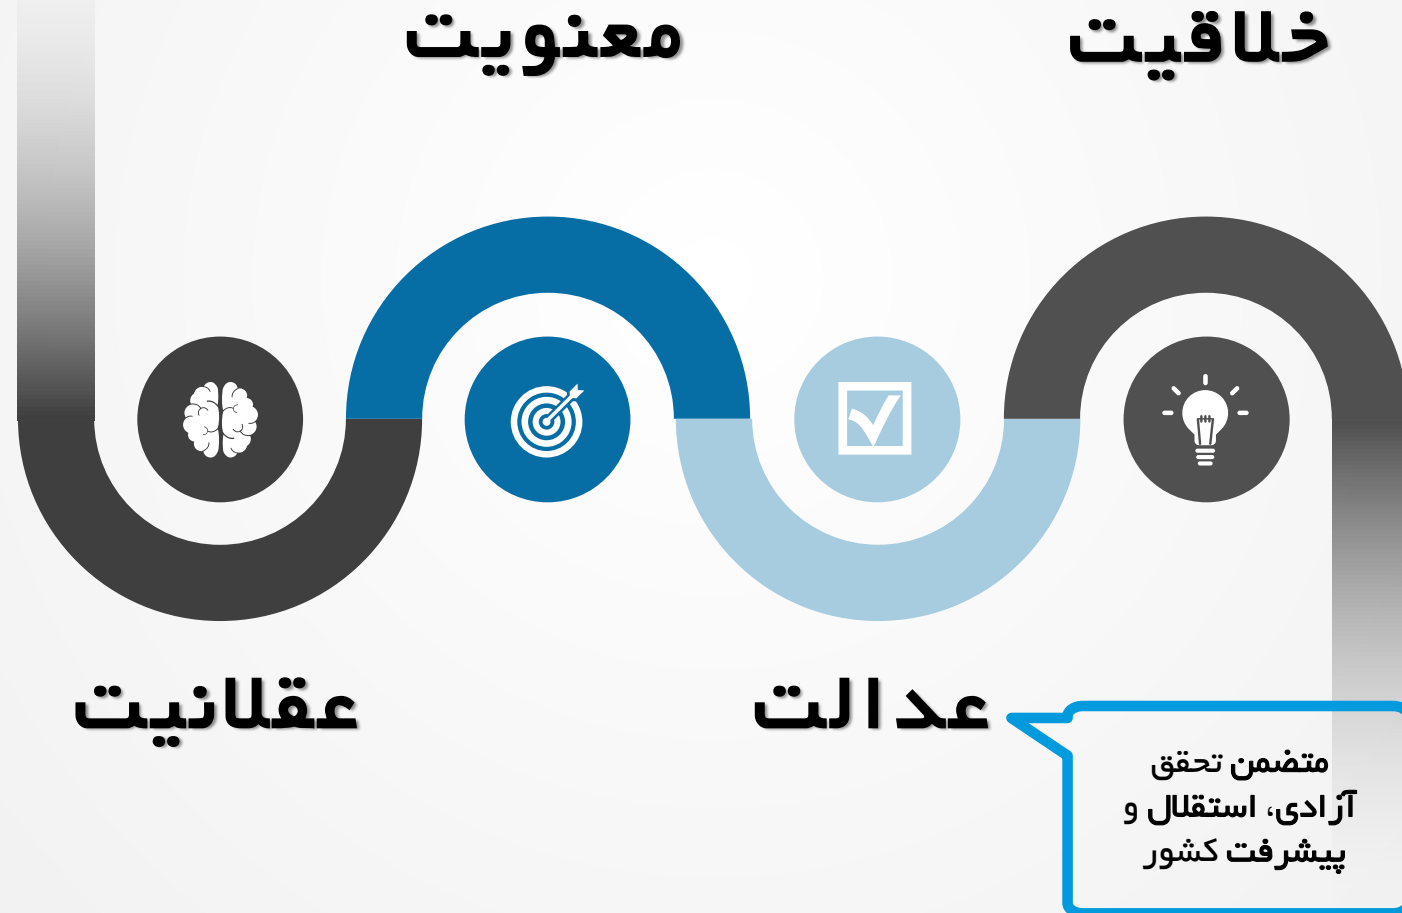 خلاقیت
معنویت
عدالت
عقلانیت
متضمن تحقق
آزادی، استقلال و
پیشرفت کشور